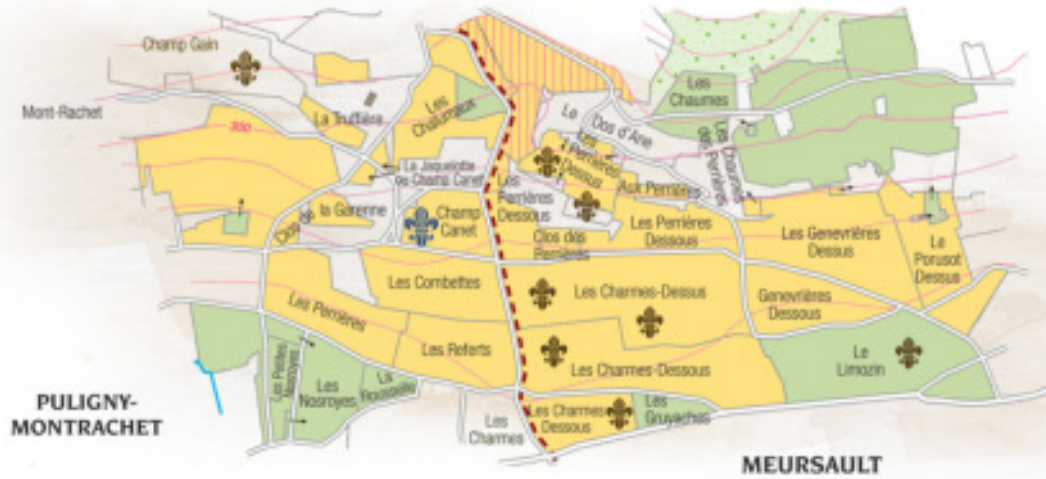 Champ Gain
Mont-Rachet
300
La Truffière
Les
Chalumaux
La Jaquelotte
ou Champ Canet
Clos de
la Garenne
Champ
Canet
Les Combettes
Les Perrières
Les Referts
Les Petites
Nosroyes
Les
Nosroyes
La
Rousselle
Les
Charmes
PULIGNY-
MONTRACHET
Le
Dos d'Ane
Les
Perrières
Dessus
Aux Perrières
Les
Perrières
Dessous
Clos des
Perrières
Les Perrières
Dessous
Les
Chaumes
Les Chaumes
des Perrières
Les Genevrières
Dessus
Le
Porusot
Dessus
Les Charmes-Dessus
Genevrières
Dessous
Les Charmes-Dessous
Le
Limozin
Les Charmes
Dessous
Les
Gruyaches
MEURSAULT